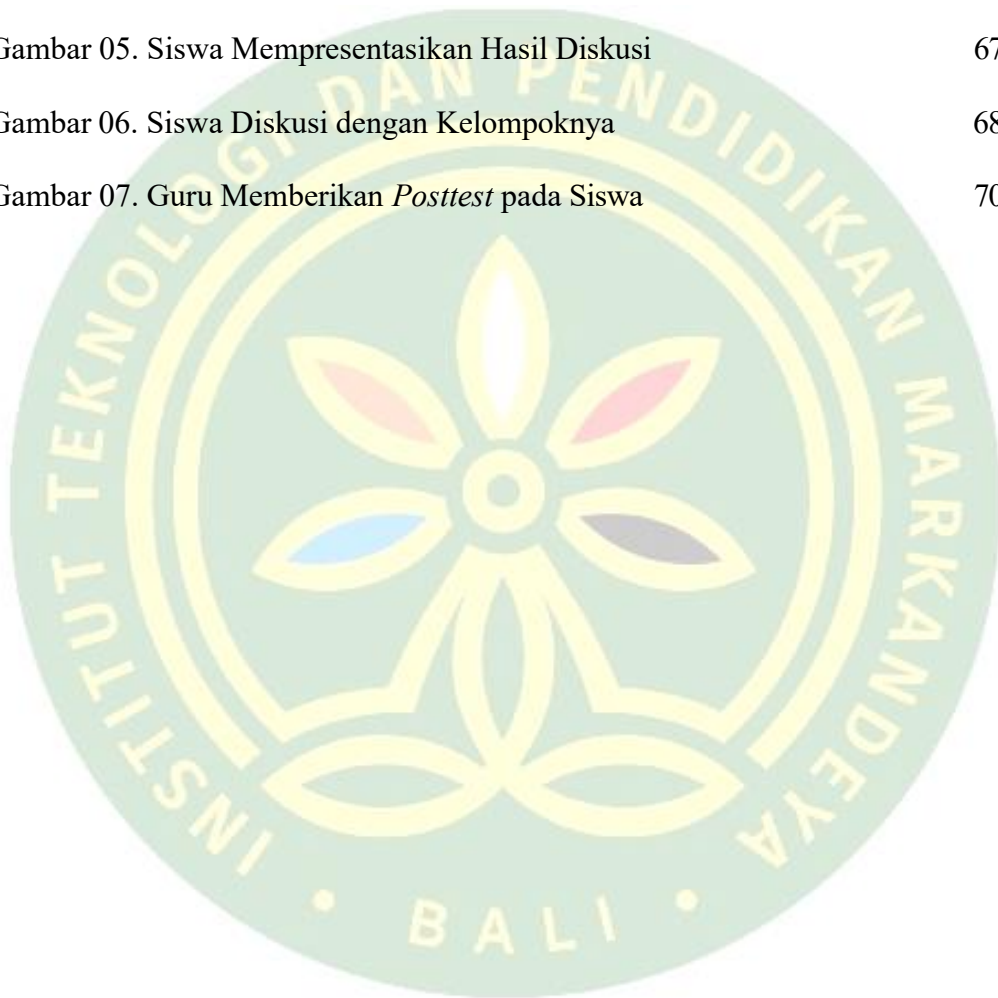 Gambar 05. Siswa Mempresentasikan Hasil Diskusi 67
Gambar 06. Siswa Diskusi dengan Kelompoknya 68
Gambar 07. Guru Memberikan Posttest pada Siswa 70
INSTITUT TEKNOLOGI DAN PENDIDIKAN MARKANDEYA
• BALI •